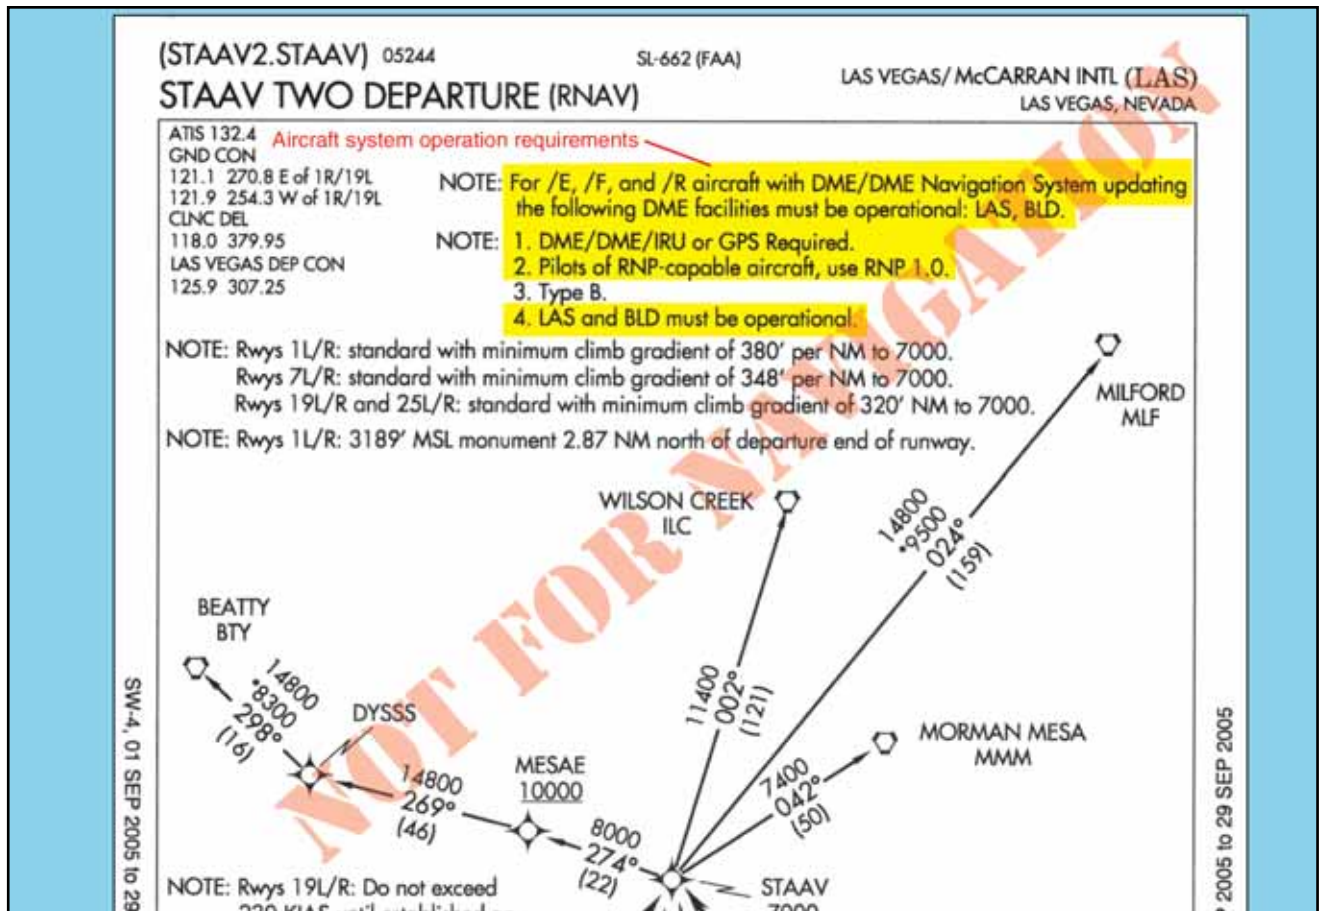 (STAAV2.STAAV) 05244
SL-662 (FAA)
STAAV TWO DEPARTURE (RNAV)
LAS VEGAS/ McCARRAN INTL (LAS)
LAS VEGAS, NEVADA
ATIS 132.4
GND CON
121.1 270.8 E of 1R/19L
121.9 254.3 W of 1R/19L
CLNC DEL
118.0 379.95
LAS VEGAS DEP CON
125.9 307.25
Aircraft system operation requirements
NOTE: For /E, /F, and /R aircraft with DME/DME Navigation System updating
the following DME facilities must be operational: LAS, BLD.
NOTE: 1. DME/DME/IRU or GPS Required.
2. Pilots of RNP-capable aircraft, use RNP 1.0.
3. Type B.
4. LAS and BLD must be operational.
NOTE: Rwys 1L/R: standard with minimum climb gradient of 380' per NM to 7000.
Rwys 7L/R: standard with minimum climb gradient of 348' per NM to 7000.
Rwys 19L/R and 25L/R: standard with minimum climb gradient of 320' NM to 7000.
NOTE: Rwys 1L/R: 3189' MSL monument 2.87 NM north of departure end of runway.
NOT FOR NAVIGATION
MILFORD
MLF
14800
*9500
024°
(159)
WILSON CREEK
ILC
11400
002°
(121)
BEATTY
BTY
14800
*8300
298°
(16)
DYSSS
14800
269°
(46)
MESAE
10000
8000
274°
(22)
MORMAN MESA
MMM
7400
042°
(50)
STAAV
7000
NOTE: Rwys 19L/R: Do not exceed
230 KIAS until established on
SW-4, 01 SEP 2005 to 29
2005 to 29 SEP 2005